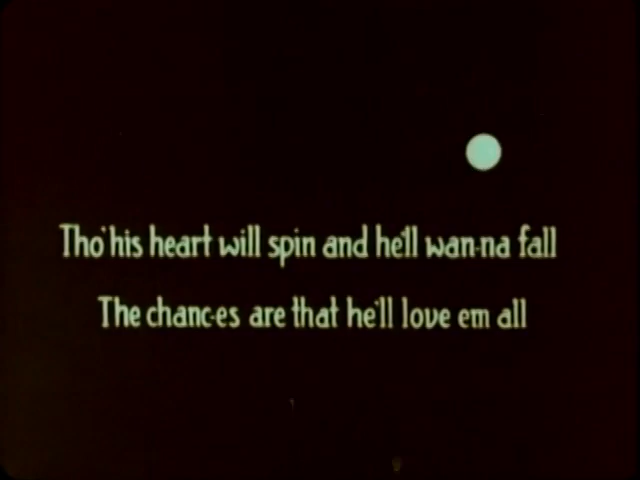 Tho' his heart will spin and he'll wan-na fall
The chanc-es are that he'll love em all